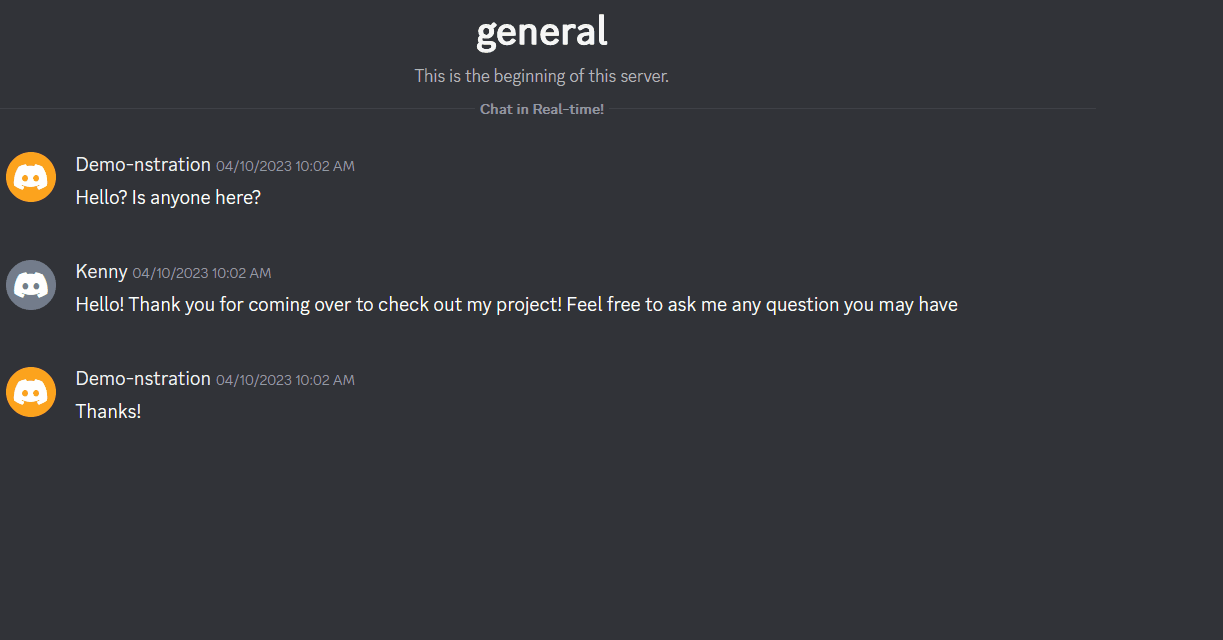 general
This is the beginning of this server.
Chat in Real-time!
Demo-nstration 04/10/2023 10:02 AM
Hello? Is anyone here?
Kenny 04/10/2023 10:02 AM
Hello! Thank you for coming over to check out my project! Feel free to ask me any question you may have
Demo-nstration 04/10/2023 10:02 AM
Thanks!